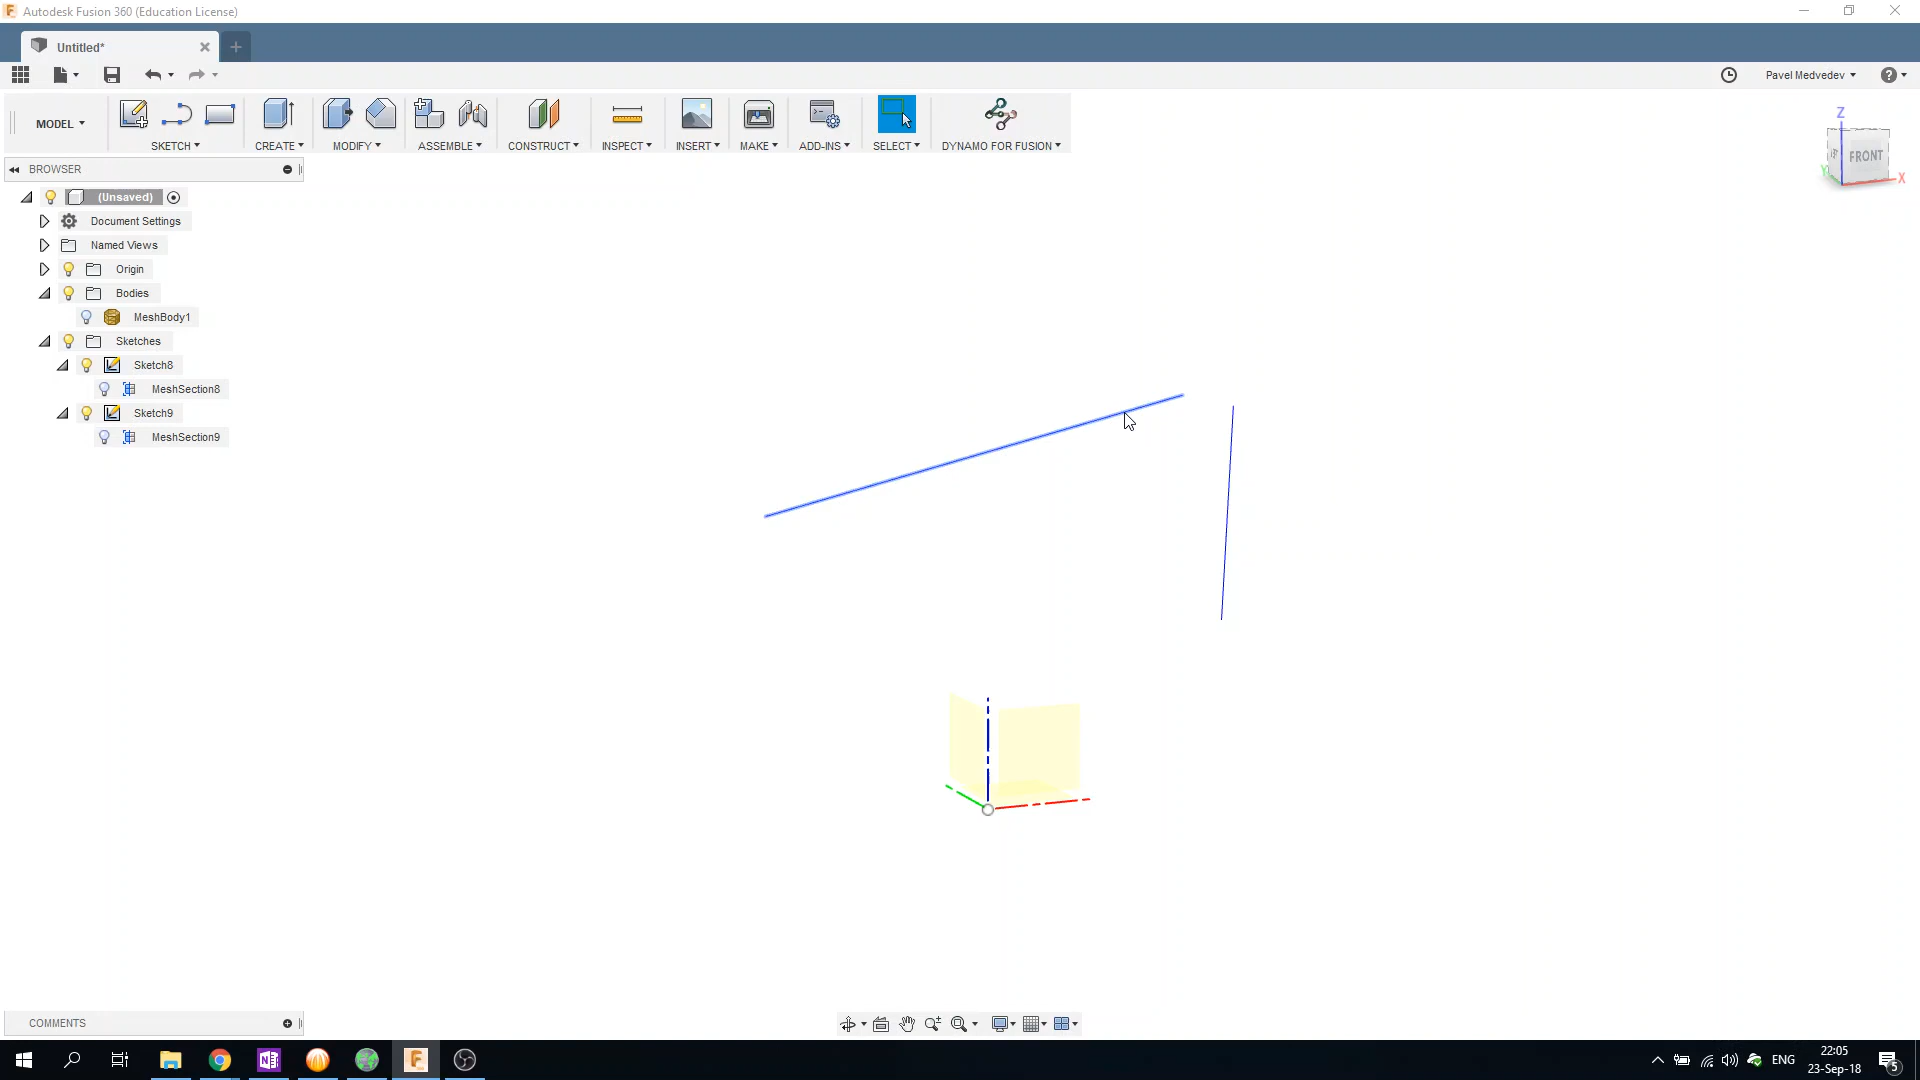 Autodesk Fusion 360 (Education License)
Untitled*
Pavel Medvedev
MODEL
SKETCH
CREATE
MODIFY
ASSEMBLE
CONSTRUCT
INSPECT
INSERT
MAKE
ADD-INS
SELECT
DYNAMO FOR FUSION
BROWSER
(Unsaved)
Document Settings
Named Views
Origin
Bodies
MeshBody1
Sketches
Sketch8
MeshSection8
Sketch9
MeshSection9
Z
FRONT
Y
X
COMMENTS
ENG
22:05
23-Sep-18
5